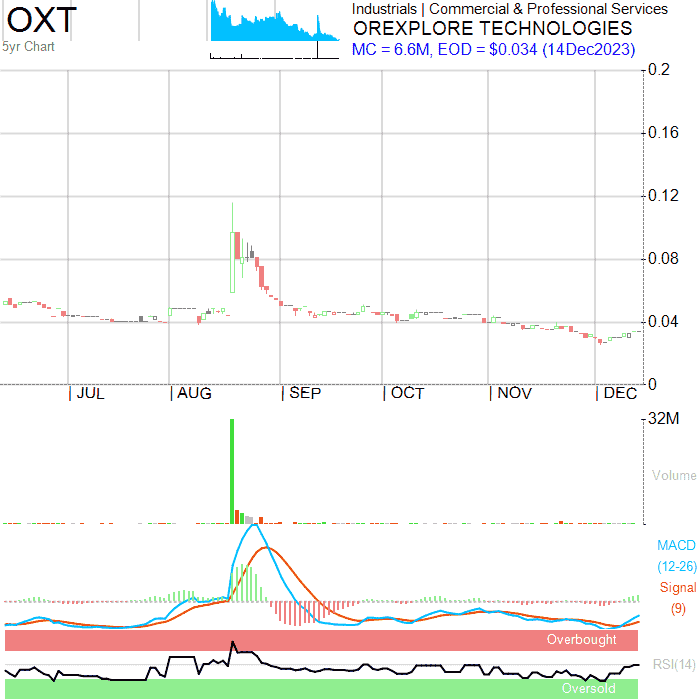 OXT
Industrials | Commercial & Professional Services
OREXPLORE TECHNOLOGIES
5yr Chart
MC = 6.6M, EOD = $0.034 (14Dec2023)
0.2
0.16
0.12
0.08
0.04
0
JUL AUG SEP OCT NOV DEC
32M
Volume
MACD
(12-26)
Signal
(9)
Overbought
RSI(14)
Oversold